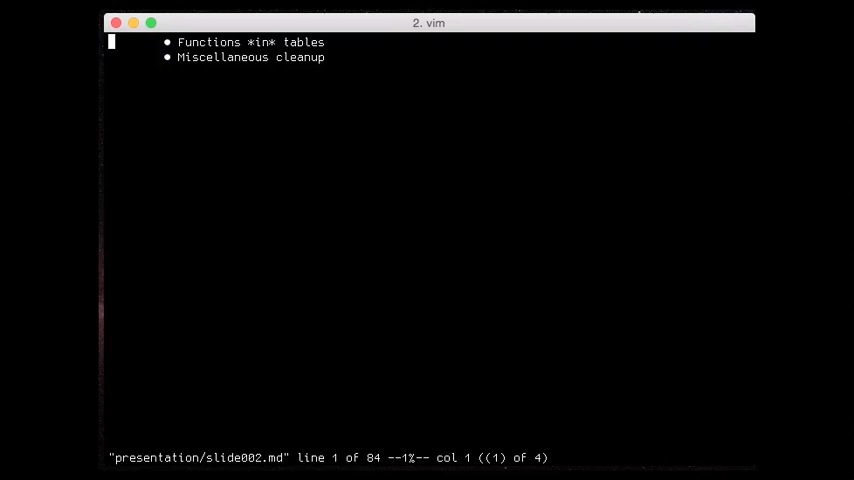 2. vim
● Functions *in* tables
● Miscellaneous cleanup
"presentation/slide002.md" line 1 of 84 --1%-- col 1 ((1) of 4)